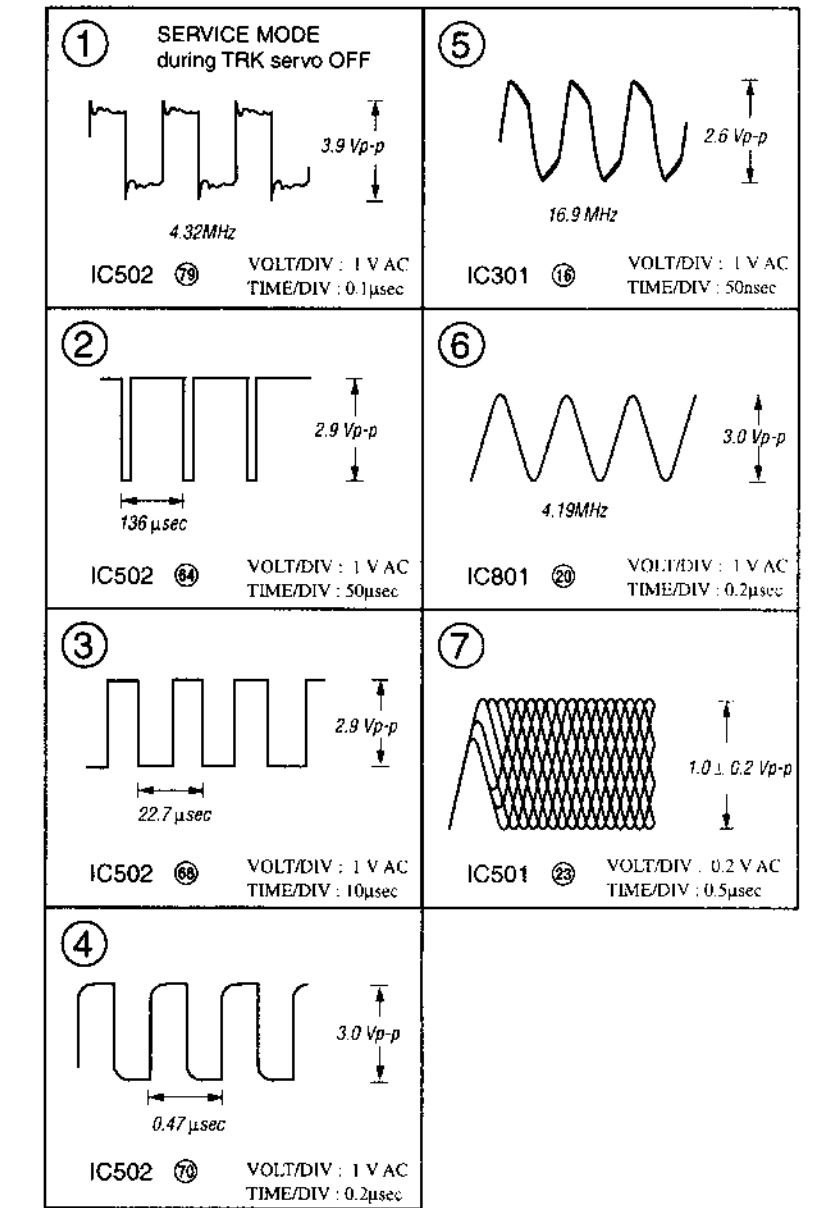 ①
SERVICE MODE
during TRK servo OFF
3.9 Vp-p
4.32MHz
IC502 79 VOLT/DIV : 1 V AC
TIME/DIV : 0.1µsec
②
2.9 Vp-p
136 µsec
IC502 64 VOLT/DIV : 1 V AC
TIME/DIV : 50µsec
③
2.9 Vp-p
22.7 µsec
IC502 68 VOLT/DIV : 1 V AC
TIME/DIV : 10µsec
④
3.0 Vp-p
0.47 µsec
IC502 70 VOLT/DIV : 1 V AC
TIME/DIV : 0.2µsec
⑤
2.6 Vp-p
16.9 MHz
IC301 ⑯ VOLT/DIV : 1 V AC
TIME/DIV : 50nsec
⑥
3.0 Vp-p
4.19MHz
IC801 ⑳ VOLT/DIV : 1 V AC
TIME/DIV : 0.2µsec
⑦
1.0 ± 0.2 Vp-p
IC501 ㉓ VOLT/DIV : 0.2 V AC
TIME/DIV : 0.5µsec